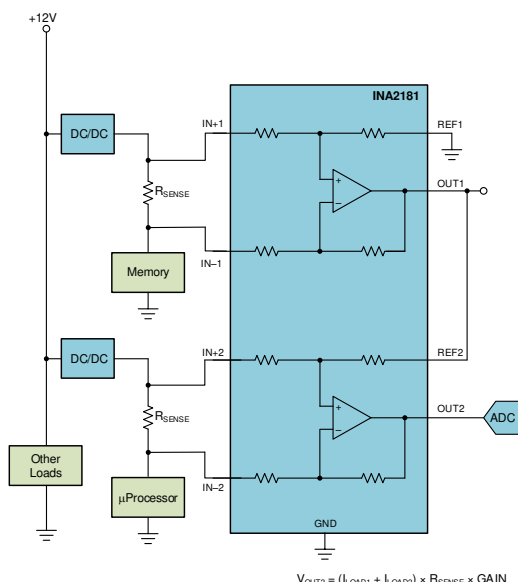 +12V
INA2181
DC/DC
IN+1
REF1
OUT1
RSENSE
IN–1
Memory
DC/DC
IN+2
REF2
OUT2
ADC
RSENSE
Other
Loads
µProcessor
IN–2
GND
VOUT2 = (ILOAD1 + ILOAD2) × RSENSE × GAIN